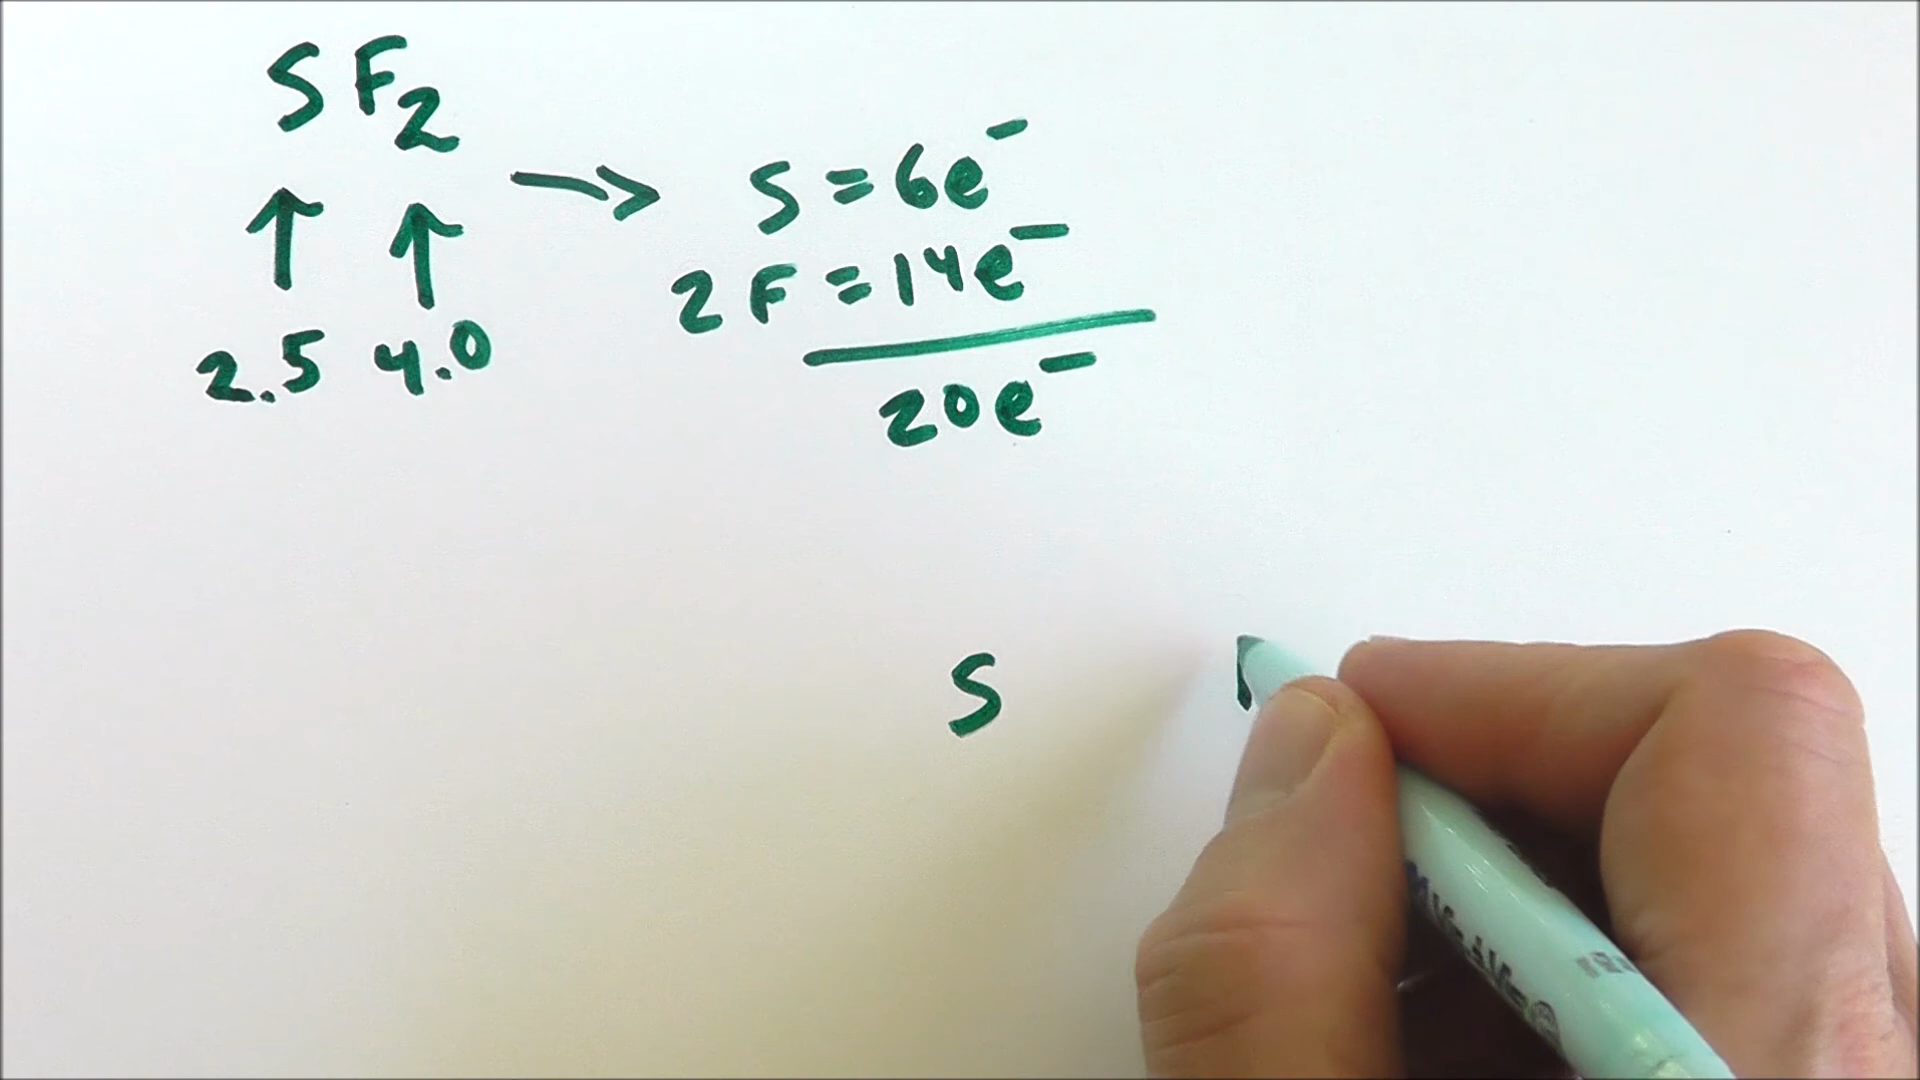 SF₂
S = 6e⁻
2F = 14e⁻
2.5 4.0
20e⁻
S